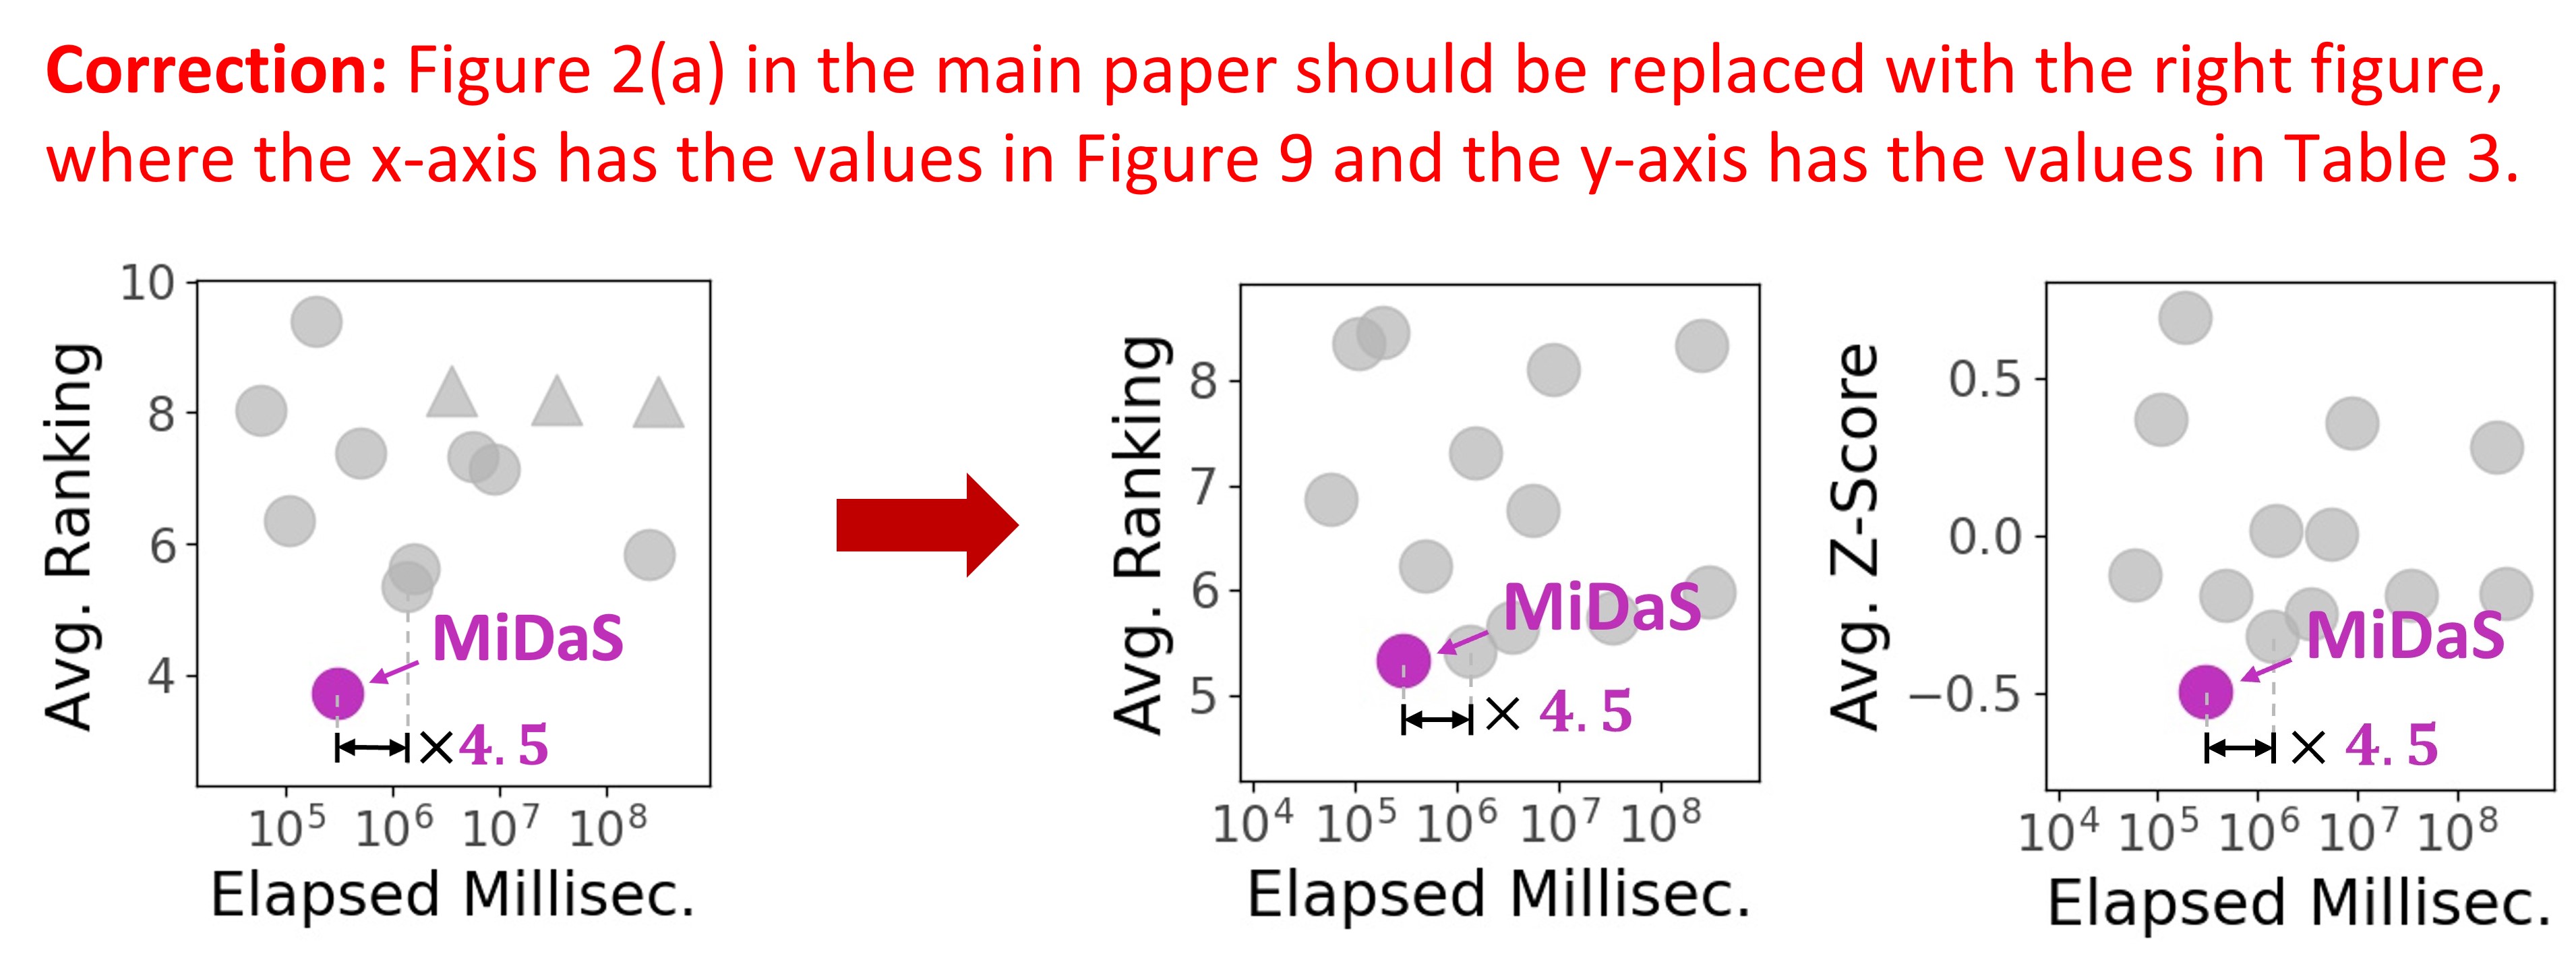 Correction: Figure 2(a) in the main paper should be replaced with the right figure,
where the x-axis has the values in Figure 9 and the y-axis has the values in Table 3.
Avg. Ranking
10
8
6
4
MiDaS
×4.5
10⁵ 10⁶ 10⁷ 10⁸
Elapsed Millisec.
Avg. Ranking
8
7
6
5
MiDaS
× 4.5
10⁴ 10⁵ 10⁶ 10⁷ 10⁸
Elapsed Millisec.
Avg. Z-Score
0.5
0.0
−0.5
MiDaS
× 4.5
10⁴ 10⁵ 10⁶ 10⁷ 10⁸
Elapsed Millisec.